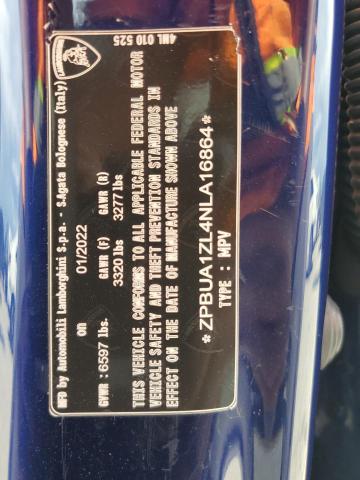 4ML 010 525
MFD by Automobili Lamborghini S.p.a. - S.Agata Bolognese (Italy)
on 01/2022
GVWR: 6597 lbs. GAWR (F) 3320 lbs GAWR (R) 3277 lbs
THIS VEHICLE CONFORMS TO ALL APPLICABLE FEDERAL MOTOR
VEHICLE SAFETY AND THEFT PREVENTION STANDARDS IN
EFFECT ON THE DATE OF MANUFACTURE SHOWN ABOVE
*ZPBUA1ZL4NLA16864*
TYPE : MPV